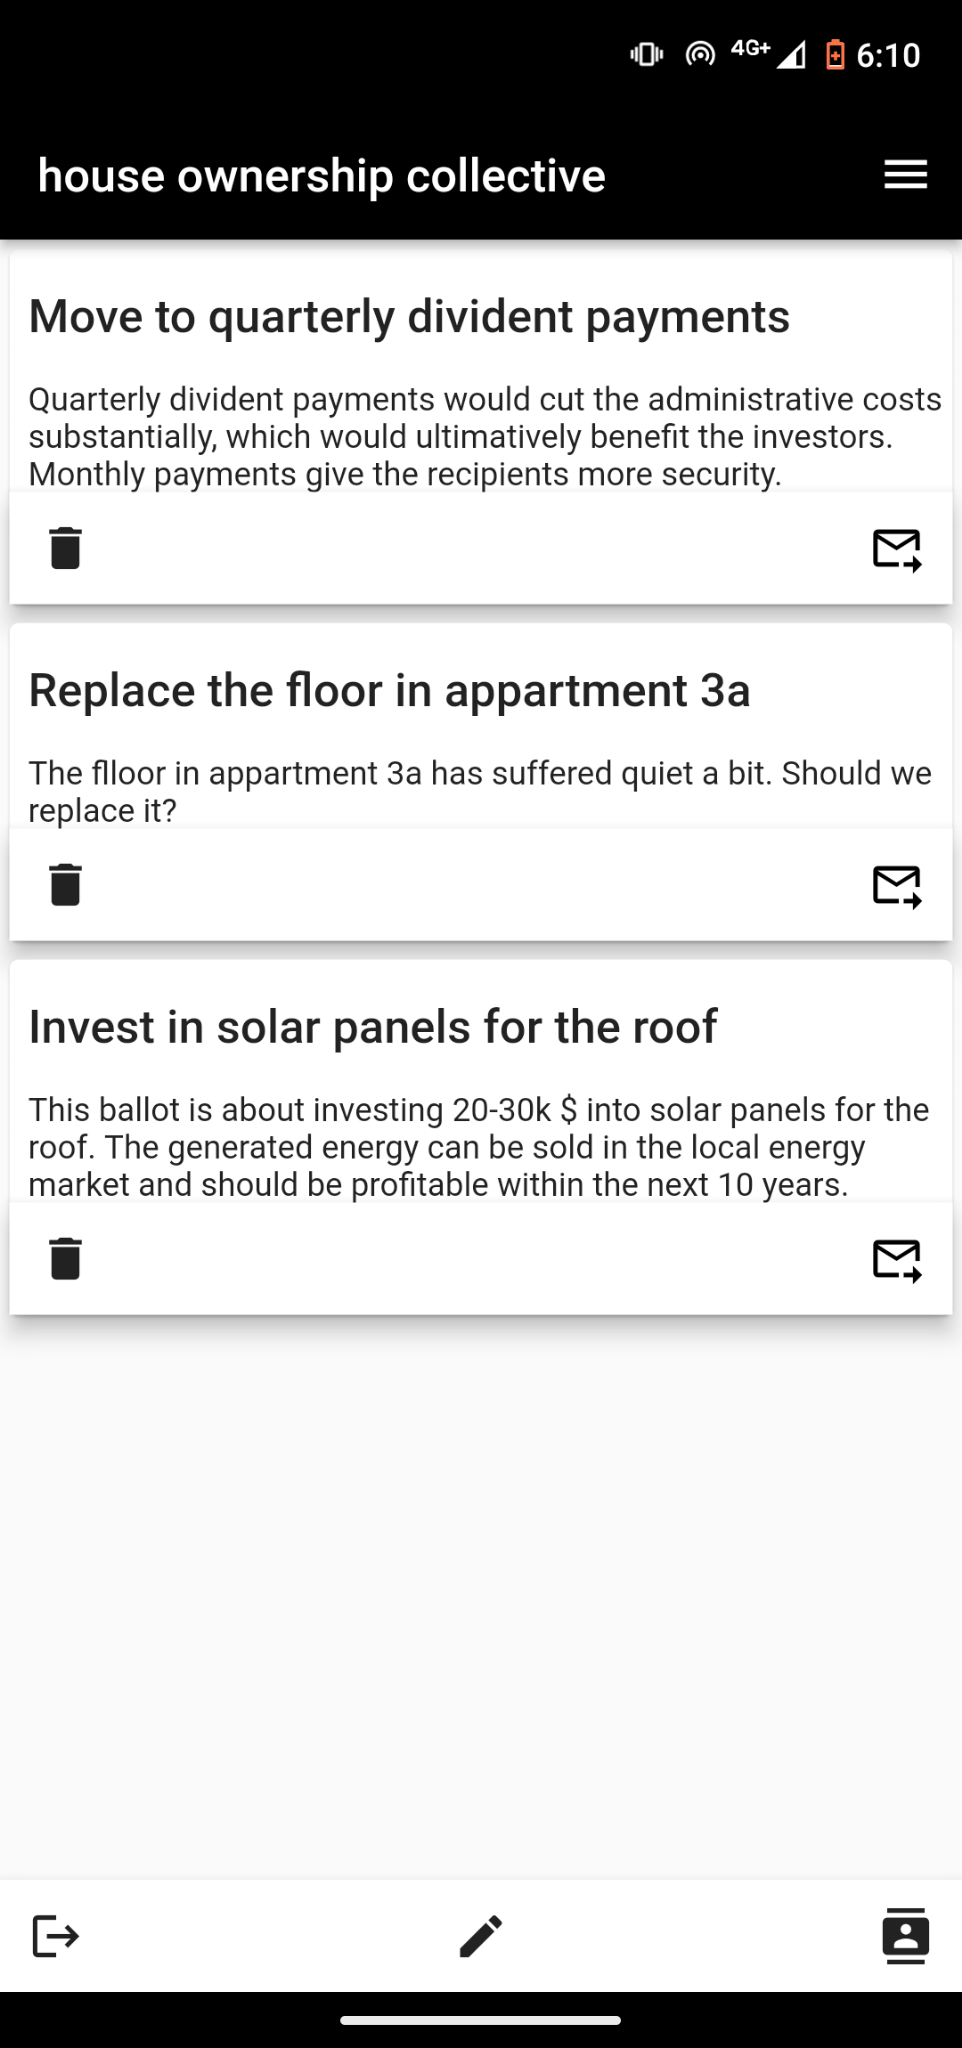 4G+ 6:10
house ownership collective
Move to quarterly divident payments
Quarterly divident payments would cut the administrative costs
substantially, which would ultimatively benefit the investors.
Monthly payments give the recipients more security.
Replace the floor in appartment 3a
The flloor in appartment 3a has suffered quiet a bit. Should we
replace it?
Invest in solar panels for the roof
This ballot is about investing 20-30k $ into solar panels for the
roof. The generated energy can be sold in the local energy
market and should be profitable within the next 10 years.